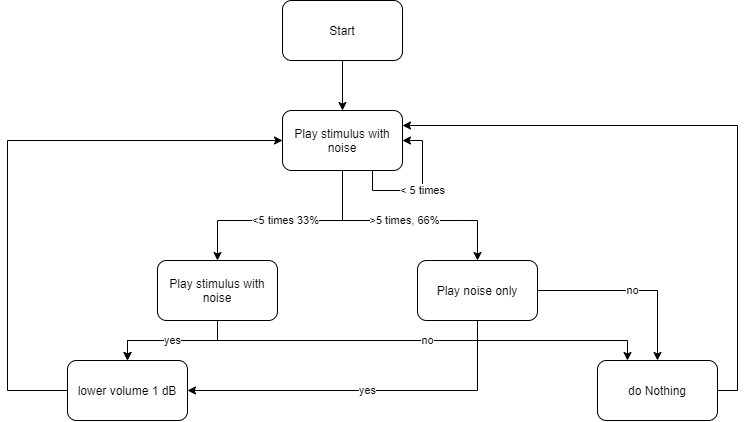 Start
Play stimulus with
noise
< 5 times
<5 times 33%
>5 times, 66%
Play stimulus with
noise
Play noise only
no
yes
no
lower volume 1 dB
yes
do Nothing